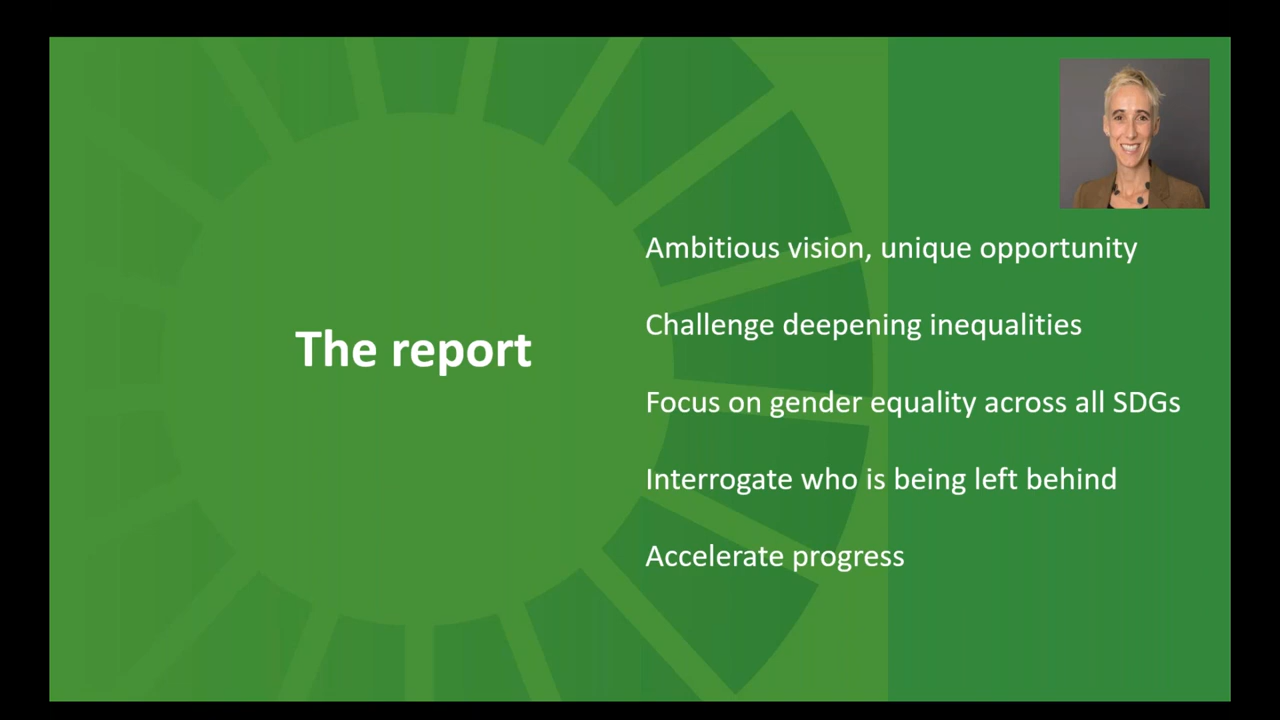 The report
Ambitious vision, unique opportunity
Challenge deepening inequalities
Focus on gender equality across all SDGs
Interrogate who is being left behind
Accelerate progress